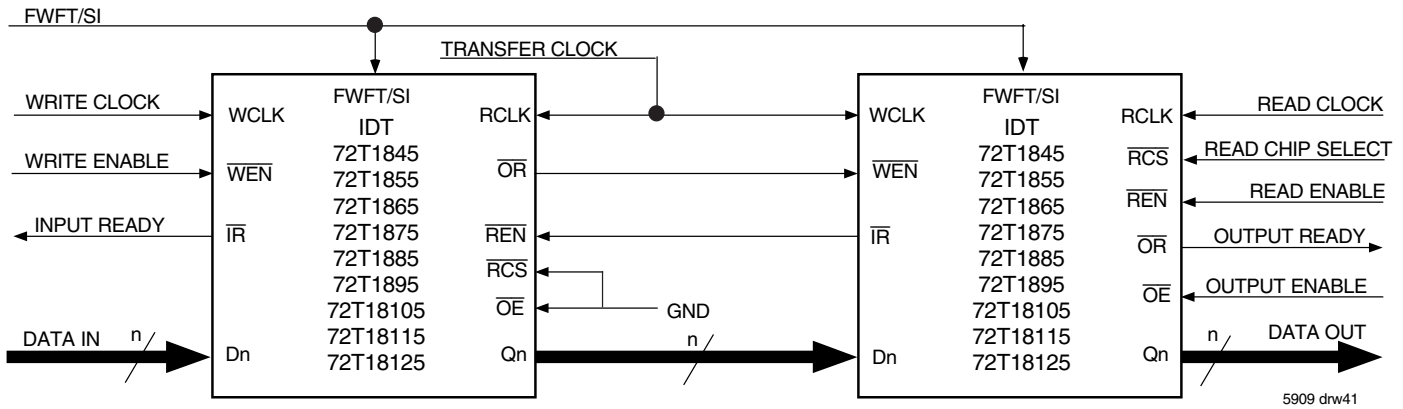 FWFT/SI
TRANSFER CLOCK
WRITE CLOCK
WRITE ENABLE
INPUT READY
DATA IN
n
FWFT/SI
IDT
72T1845
72T1855
72T1865
72T1875
72T1885
72T1895
72T18105
72T18115
72T18125
WCLK
WEN
IR
Dn
RCLK
OR
REN
RCS
OE
Qn
GND
n
FWFT/SI
IDT
72T1845
72T1855
72T1865
72T1875
72T1885
72T1895
72T18105
72T18115
72T18125
WCLK
WEN
IR
Dn
RCLK
RCS
REN
OR
OE
Qn
READ CLOCK
READ CHIP SELECT
READ ENABLE
OUTPUT READY
OUTPUT ENABLE
n
DATA OUT
5909 drw41